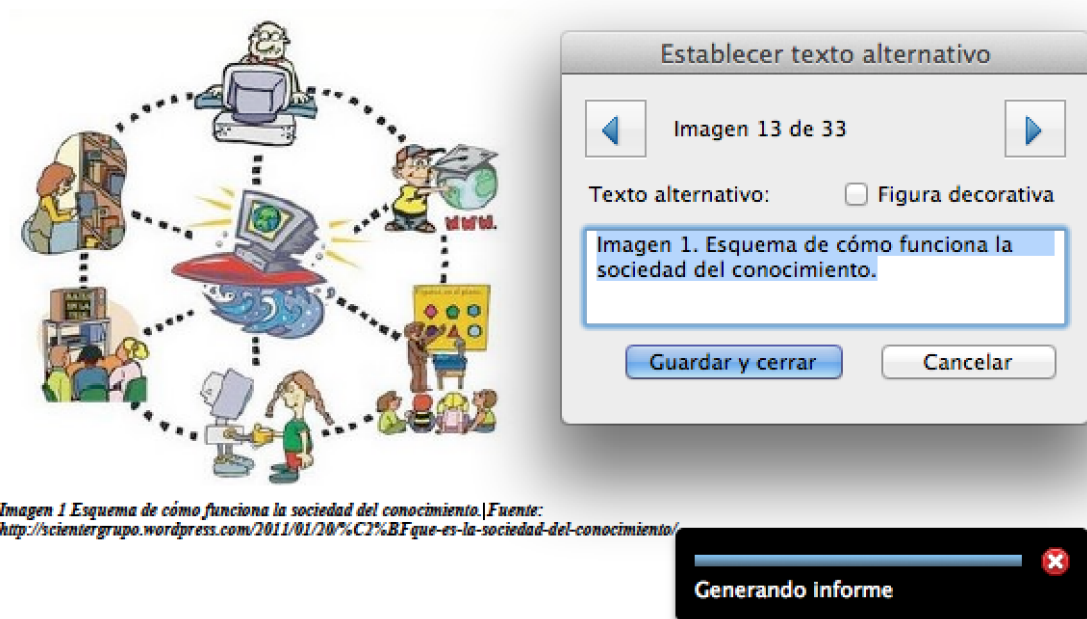 www.
Imagen 1 Esquema de cómo funciona la sociedad del conocimiento.|Fuente:
http://scientergrupo.wordpress.com/2011/01/20/%C2%BFque-es-la-sociedad-del-conocimiento/
Establecer texto alternativo
Imagen 13 de 33
Texto alternativo:
Figura decorativa
Imagen 1. Esquema de cómo funciona la
sociedad del conocimiento.
Guardar y cerrar
Cancelar
Generando informe